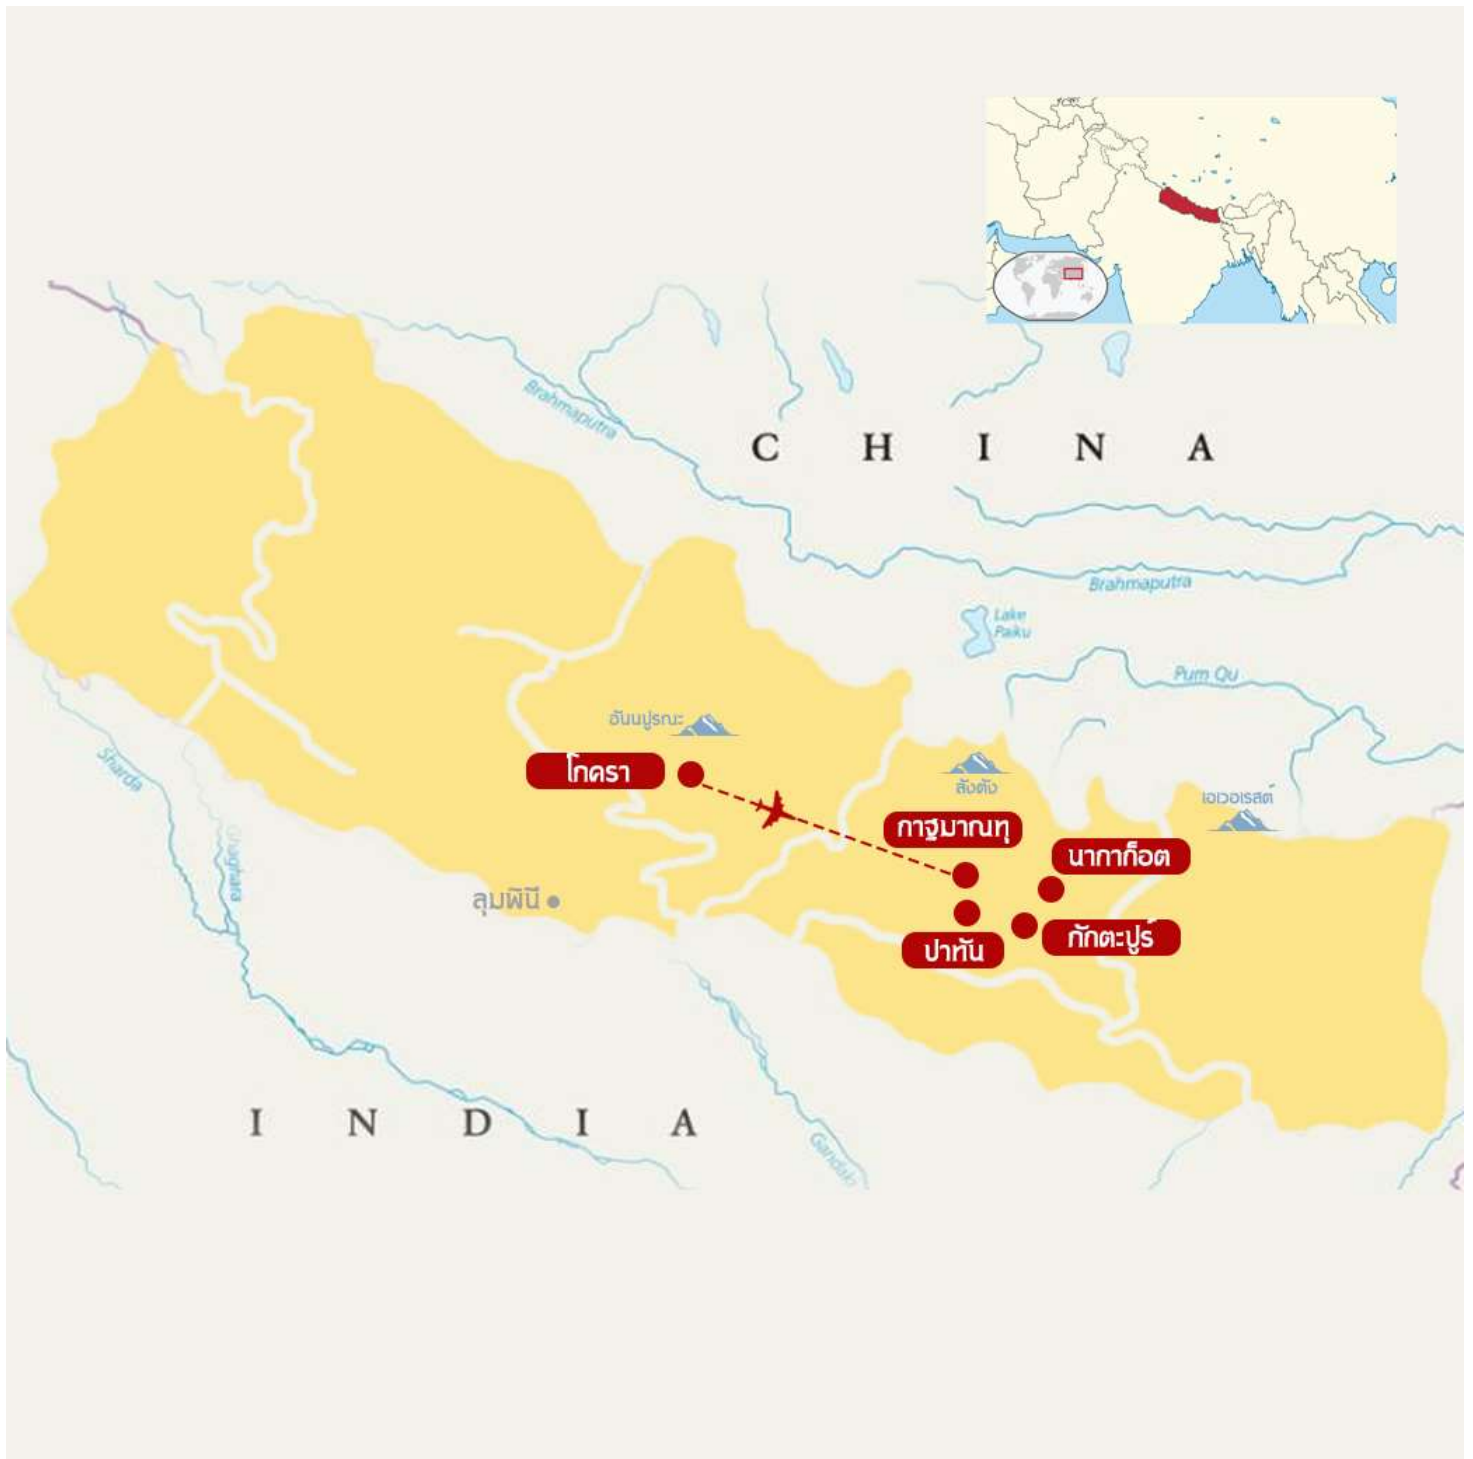 C H I N A
Brahmaputra
Brahmaputra
Lake
Paiku
Pum Qu
อันนปูรณะ
โกครา
ลังตัง
เอเวอเรสต์
กาฐมาณฑุ
นากาก็อต
ลุมพินี
ปาทัน
ภักตะปูร์
Sharda
Ghaghara
Gandaki
I N D I A